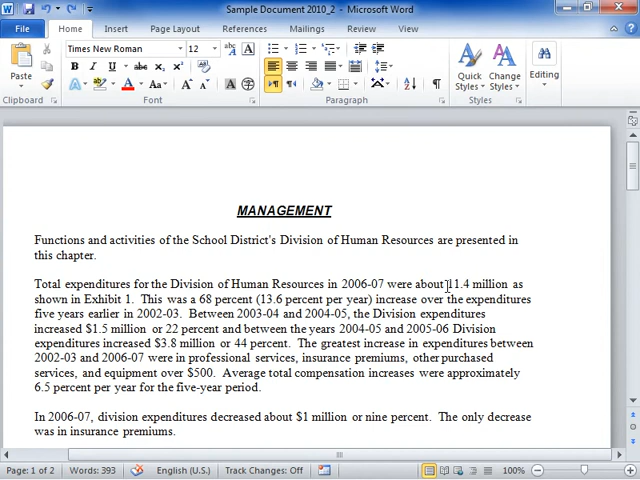 Sample Document 2010_2 - Microsoft Word
File Home Insert Page Layout References Mailings Review View
Times New Roman 12
Paste
Quick Styles
Change Styles
Editing
Clipboard Font Paragraph Styles
MANAGEMENT
Functions and activities of the School District's Division of Human Resources are presented in
this chapter.
Total expenditures for the Division of Human Resources in 2006-07 were about 11.4 million as
shown in Exhibit 1. This was a 68 percent (13.6 percent per year) increase over the expenditures
five years earlier in 2002-03. Between 2003-04 and 2004-05, the Division expenditures
increased $1.5 million or 22 percent and between the years 2004-05 and 2005-06 Division
expenditures increased $3.8 million or 44 percent. The greatest increase in expenditures between
2002-03 and 2006-07 were in professional services, insurance premiums, other purchased
services, and equipment over $500. Average total compensation increases were approximately
6.5 percent per year for the five-year period.
In 2006-07, division expenditures decreased about $1 million or nine percent. The only decrease
was in insurance premiums.
Page: 1 of 2 Words: 393 English (U.S.) Track Changes: Off 100%